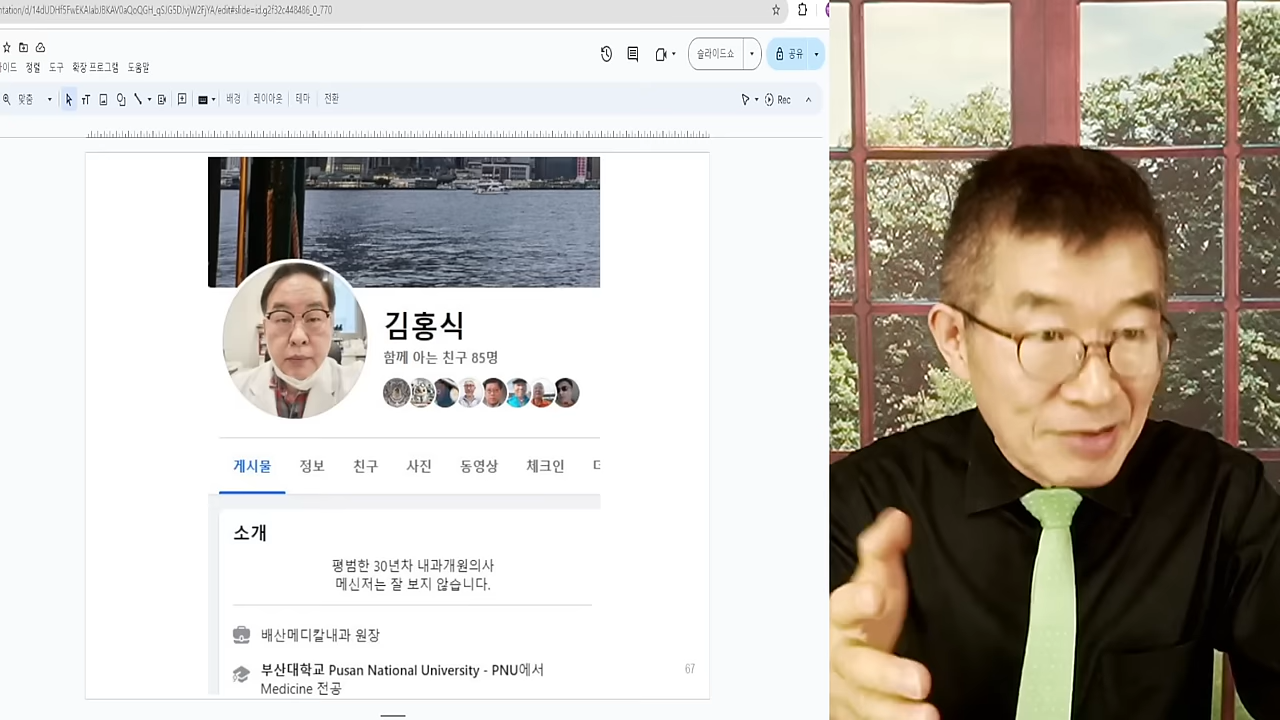 ntation/d/14dUDHf5FwEKAlabJBKAV0aQoQGH_qSJG5DJvjW2FjYA/edit#slide=id.g2f32c448486_0_770
이드 정렬 도구 확장 프로그램 도움말
슬라이드쇼
공유
맞춤
배경 레이아웃 테마 전환
Rec
김홍식
함께 아는 친구 85명
게시물 정보 친구 사진 동영상 체크인
소개
평범한 30년차 내과개원의사
메신저는 잘 보지 않습니다.
배산메디칼내과 원장
부산대학교 Pusan National University - PNU에서
Medicine 전공
67